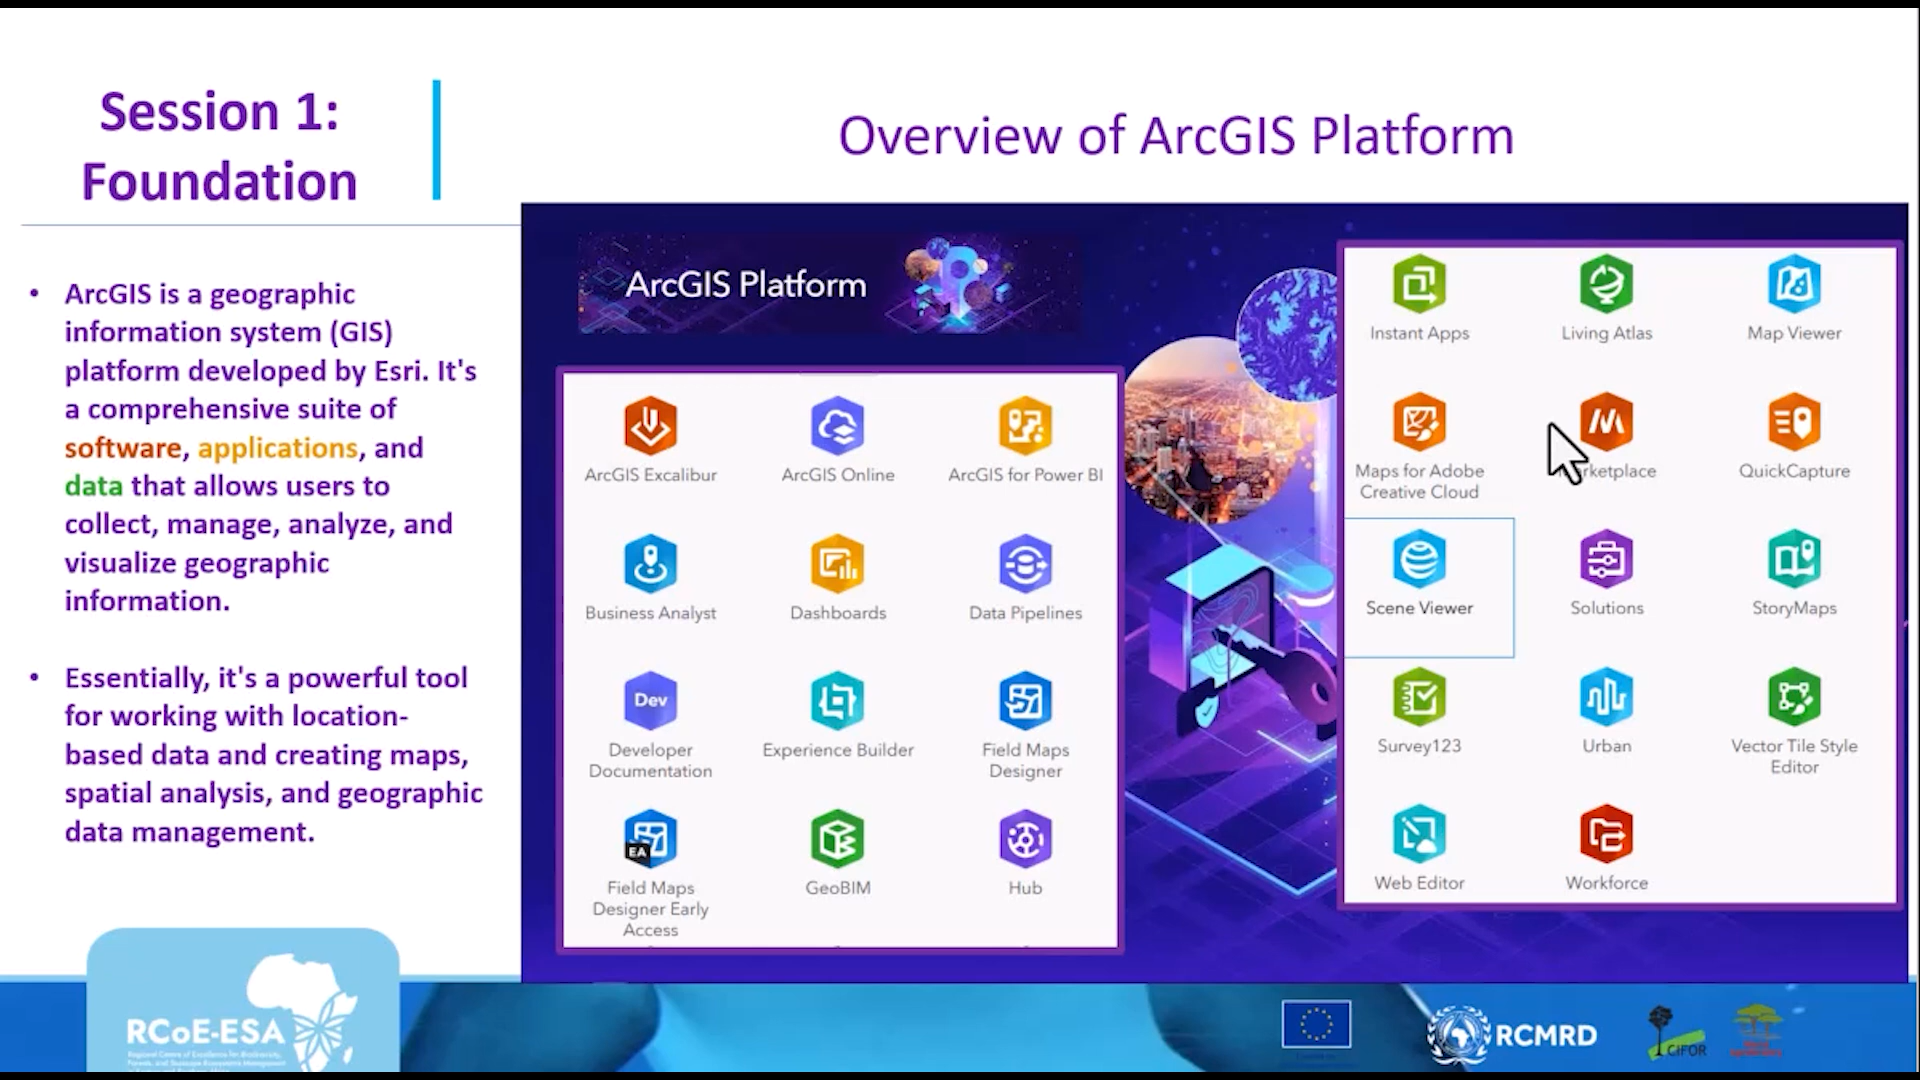 Session 1:
Foundation
Overview of ArcGIS Platform
• ArcGIS is a geographic
information system (GIS)
platform developed by Esri. It's
a comprehensive suite of
software, applications, and
data that allows users to
collect, manage, analyze, and
visualize geographic
information.
• Essentially, it's a powerful tool
for working with location-
based data and creating maps,
spatial analysis, and geographic
data management.
ArcGIS Platform
ArcGIS Excalibur
ArcGIS Online
ArcGIS for Power BI
Business Analyst
Dashboards
Data Pipelines
Dev
Developer
Documentation
Experience Builder
Field Maps
Designer
EA
Field Maps
Designer Early
Access
GeoBIM
Hub
Instant Apps
Living Atlas
Map Viewer
Maps for Adobe
Creative Cloud
rketplace
QuickCapture
Scene Viewer
Solutions
StoryMaps
Survey123
Urban
Vector Tile Style
Editor
Web Editor
Workforce
RCoE-ESA
Regional Centre of Excellence for Biodiversity,
RCMRD
CIFOR